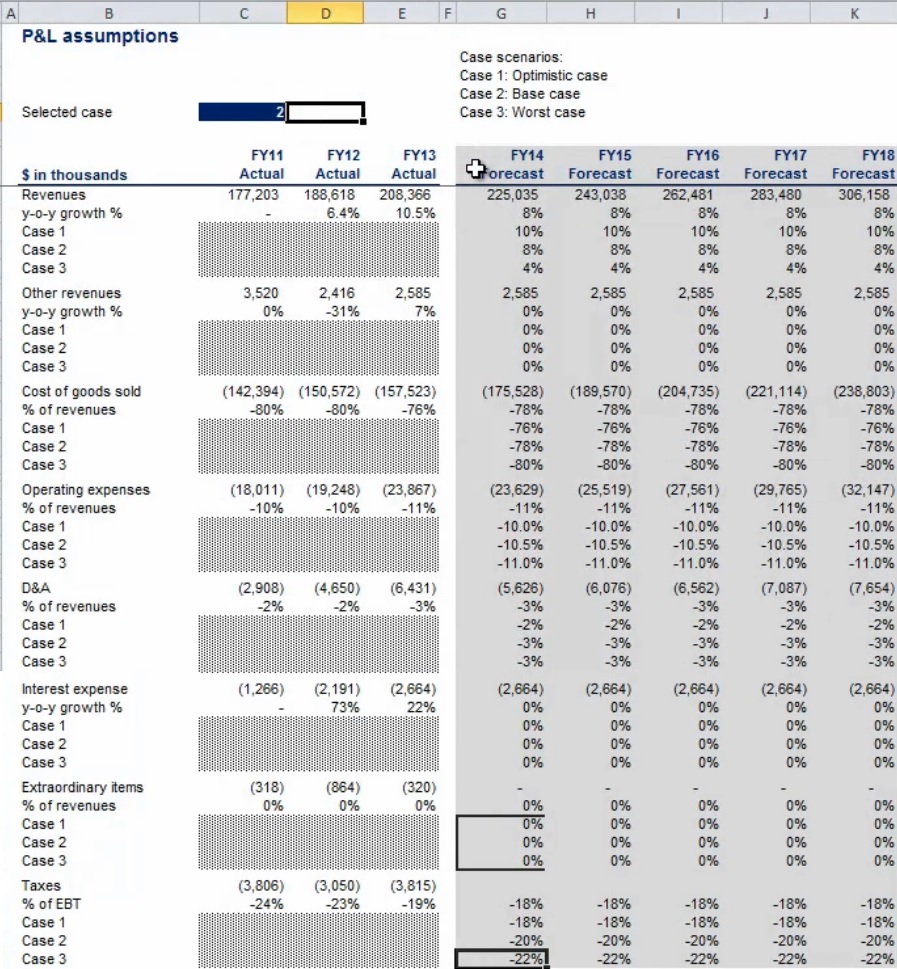 A B C D E F G H I J K
P&L assumptions
Case scenarios:
Case 1: Optimistic case
Case 2: Base case
Selected case 2 Case 3: Worst case
FY11 FY12 FY13 FY14 FY15 FY16 FY17 FY18
$ in thousands Actual Actual Actual Forecast Forecast Forecast Forecast Forecast
Revenues 177,203 188,618 208,366 225,035 243,038 262,481 283,480 306,158
y-o-y growth % - 6.4% 10.5% 8% 8% 8% 8% 8%
Case 1 10% 10% 10% 10% 10%
Case 2 8% 8% 8% 8% 8%
Case 3 4% 4% 4% 4% 4%
Other revenues 3,520 2,416 2,585 2,585 2,585 2,585 2,585 2,585
y-o-y growth % 0% -31% 7% 0% 0% 0% 0% 0%
Case 1 0% 0% 0% 0% 0%
Case 2 0% 0% 0% 0% 0%
Case 3 0% 0% 0% 0% 0%
Cost of goods sold (142,394) (150,572) (157,523) (175,528) (189,570) (204,735) (221,114) (238,803)
% of revenues -80% -80% -76% -78% -78% -78% -78% -78%
Case 1 -76% -76% -76% -76% -76%
Case 2 -78% -78% -78% -78% -78%
Case 3 -80% -80% -80% -80% -80%
Operating expenses (18,011) (19,248) (23,867) (23,629) (25,519) (27,561) (29,765) (32,147)
% of revenues -10% -10% -11% -11% -11% -11% -11% -11%
Case 1 -10.0% -10.0% -10.0% -10.0% -10.0%
Case 2 -10.5% -10.5% -10.5% -10.5% -10.5%
Case 3 -11.0% -11.0% -11.0% -11.0% -11.0%
D&A (2,908) (4,650) (6,431) (5,626) (6,076) (6,562) (7,087) (7,654)
% of revenues -2% -2% -3% -3% -3% -3% -3% -3%
Case 1 -2% -2% -2% -2% -2%
Case 2 -3% -3% -3% -3% -3%
Case 3 -3% -3% -3% -3% -3%
Interest expense (1,266) (2,191) (2,664) (2,664) (2,664) (2,664) (2,664) (2,664)
y-o-y growth % - 73% 22% 0% 0% 0% 0% 0%
Case 1 0% 0% 0% 0% 0%
Case 2 0% 0% 0% 0% 0%
Case 3 0% 0% 0% 0% 0%
Extraordinary items (318) (864) (320) - - - - -
% of revenues 0% 0% 0% 0% 0% 0% 0% 0%
Case 1 0% 0% 0% 0% 0%
Case 2 0% 0% 0% 0% 0%
Case 3 0% 0% 0% 0% 0%
Taxes (3,806) (3,050) (3,815)
% of EBT -24% -23% -19% -18% -18% -18% -18% -18%
Case 1 -18% -18% -18% -18% -18%
Case 2 -20% -20% -20% -20% -20%
Case 3 -22% -22% -22% -22% -22%